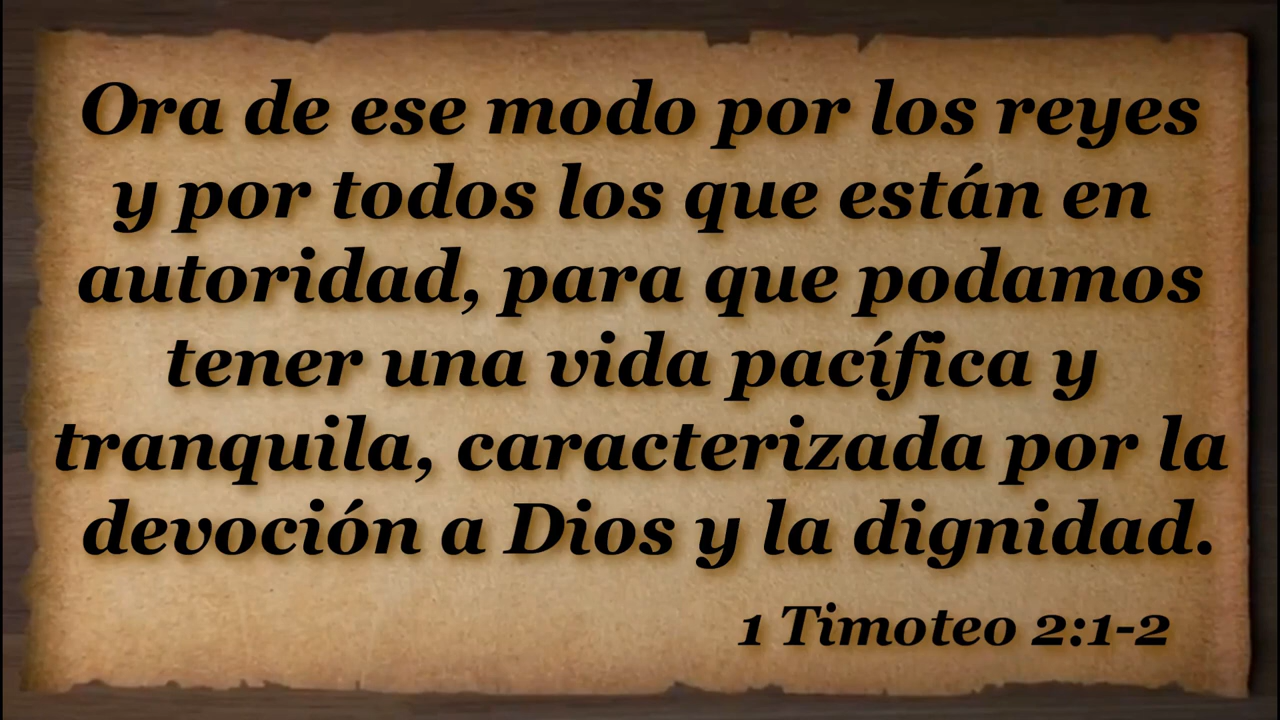 Ora de ese modo por los reyes
y por todos los que están en
autoridad, para que podamos
tener una vida pacífica y
tranquila, caracterizada por la
devoción a Dios y la dignidad.
1 Timoteo 2:1-2